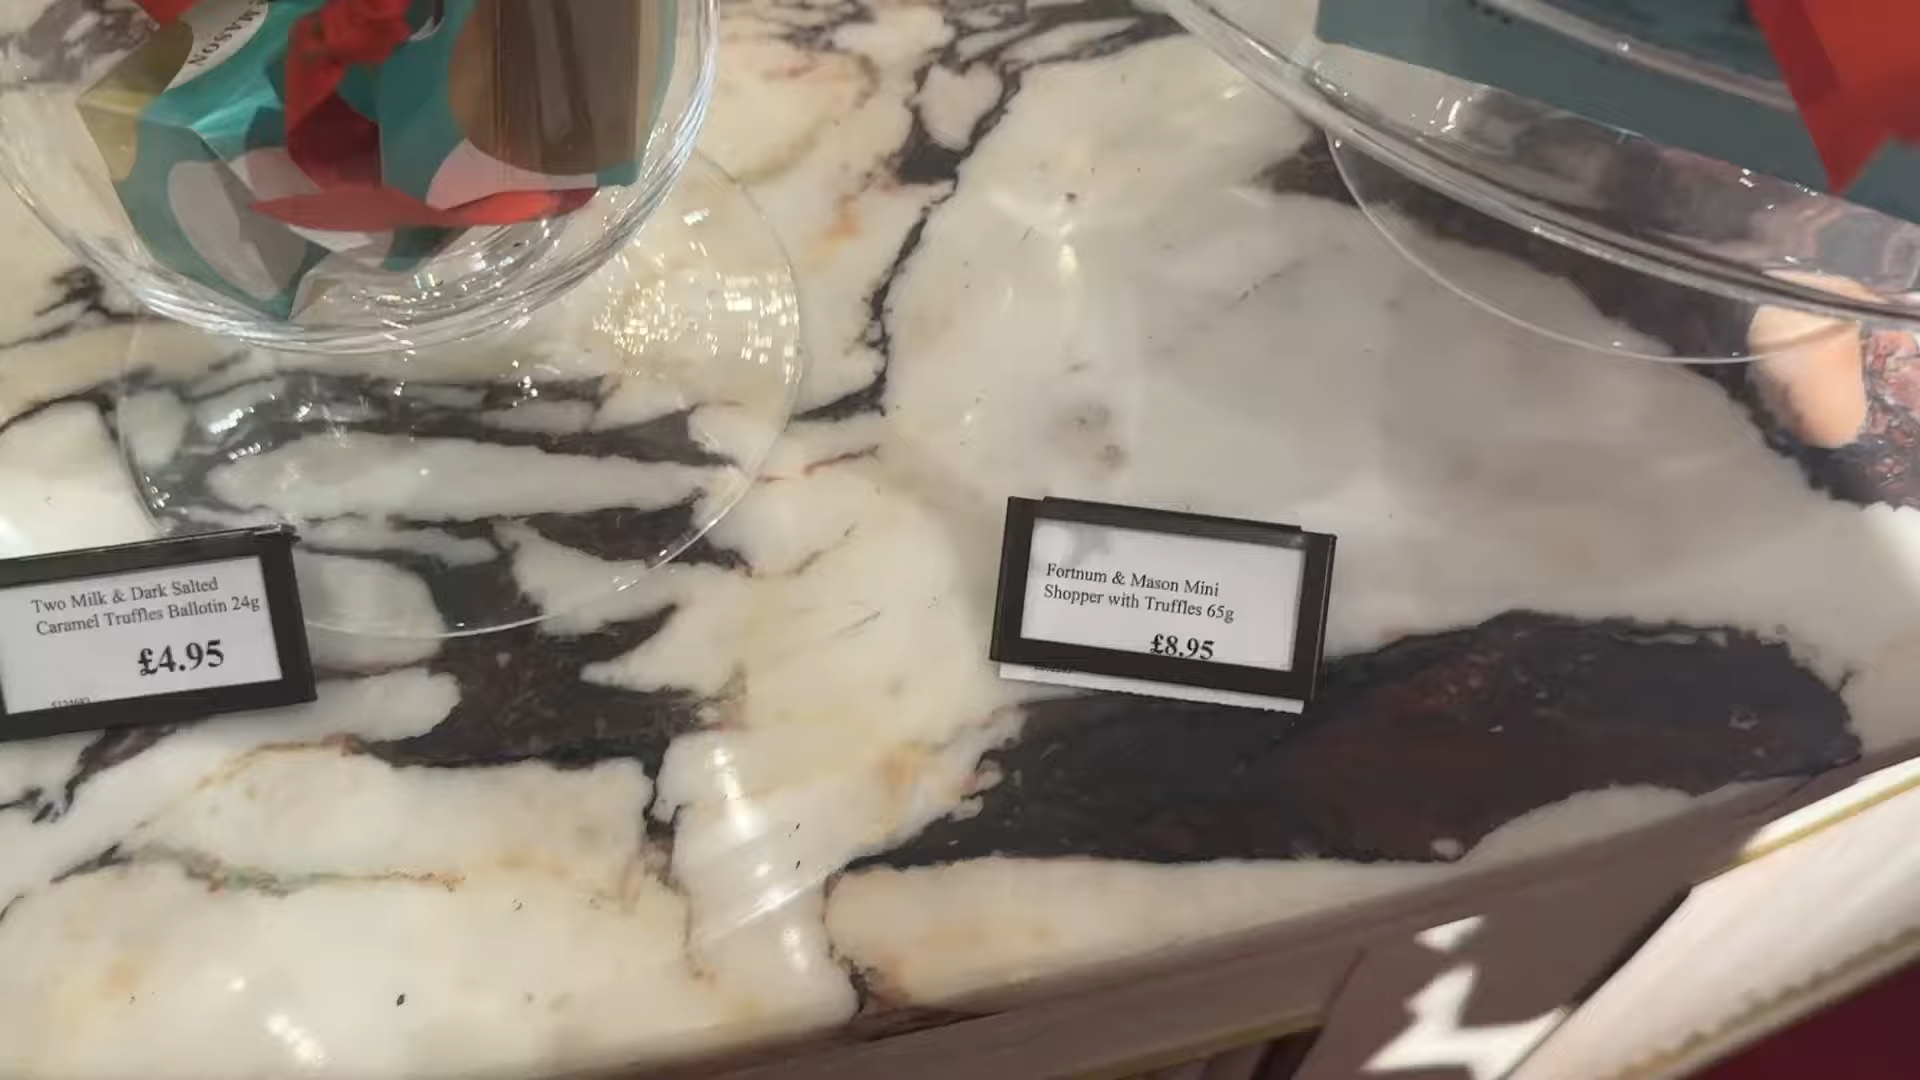 MASON
Two Milk & Dark Salted
Caramel Truffles Ballotin 24g
£4.95
Fortnum & Mason Mini
Shopper with Truffles 65g
£8.95